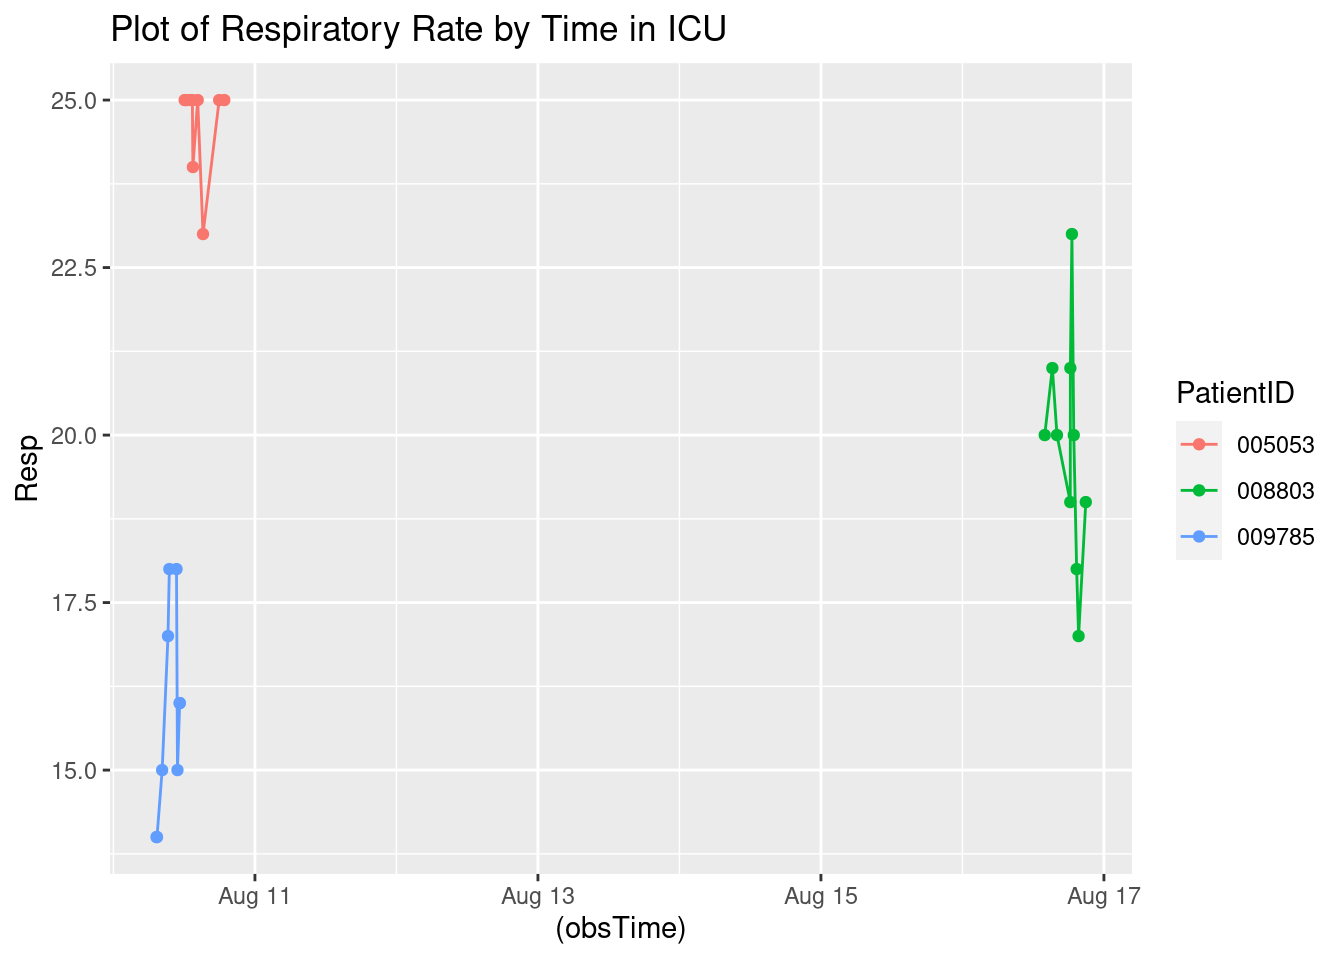 Plot of Respiratory Rate by Time in ICU
25.0
22.5
20.0
17.5
15.0
Resp
Aug 11
Aug 13
Aug 15
Aug 17
(obsTime)
PatientID
005053
008803
009785